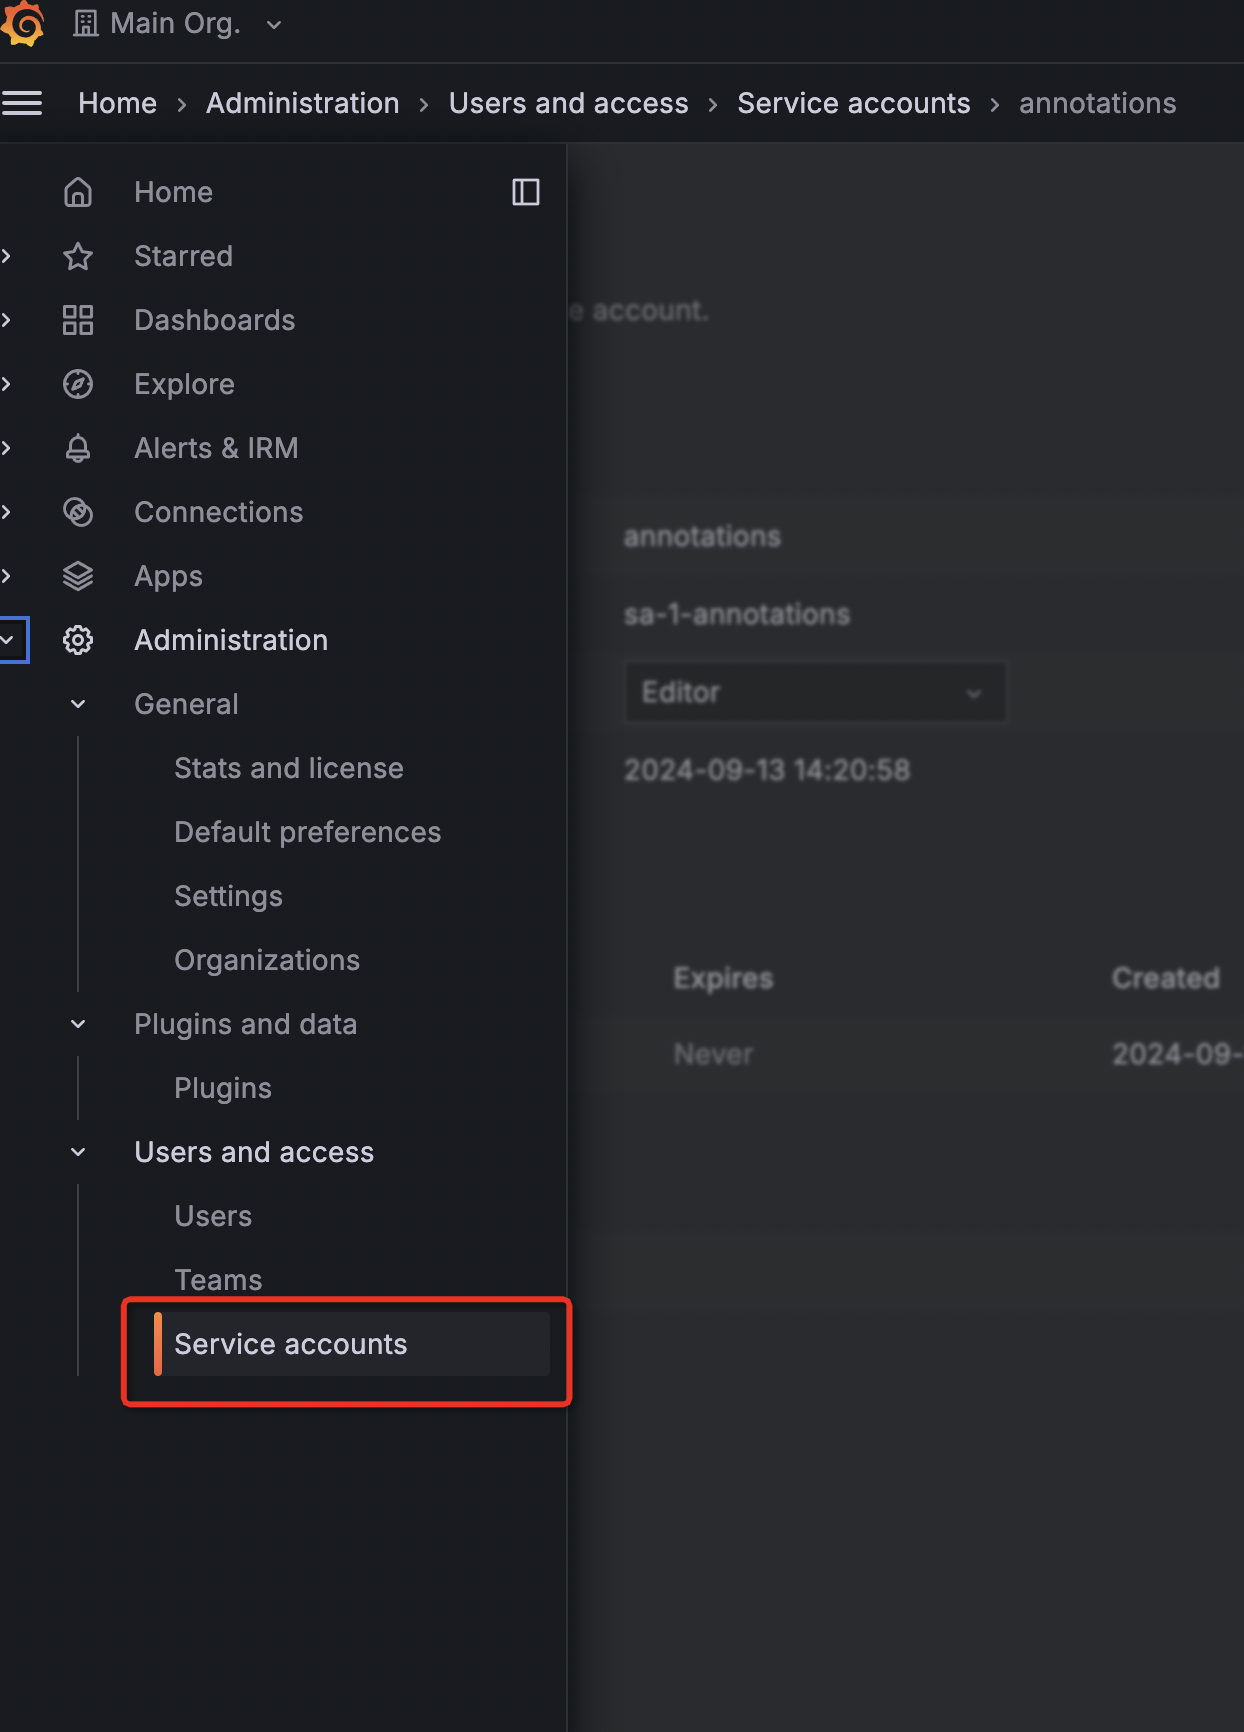 Main Org.
Home › Administration › Users and access › Service accounts › annotations
Home
Starred
e account.
Dashboards
Explore
Alerts & IRM
Connections
annotations
Apps
sa-1-annotations
Administration
Editor
General
Stats and license
2024-09-13 14:20:58
Default preferences
Settings
Organizations
Expires Created
Plugins and data
Never 2024-09-
Plugins
Users and access
Users
Teams
Service accounts